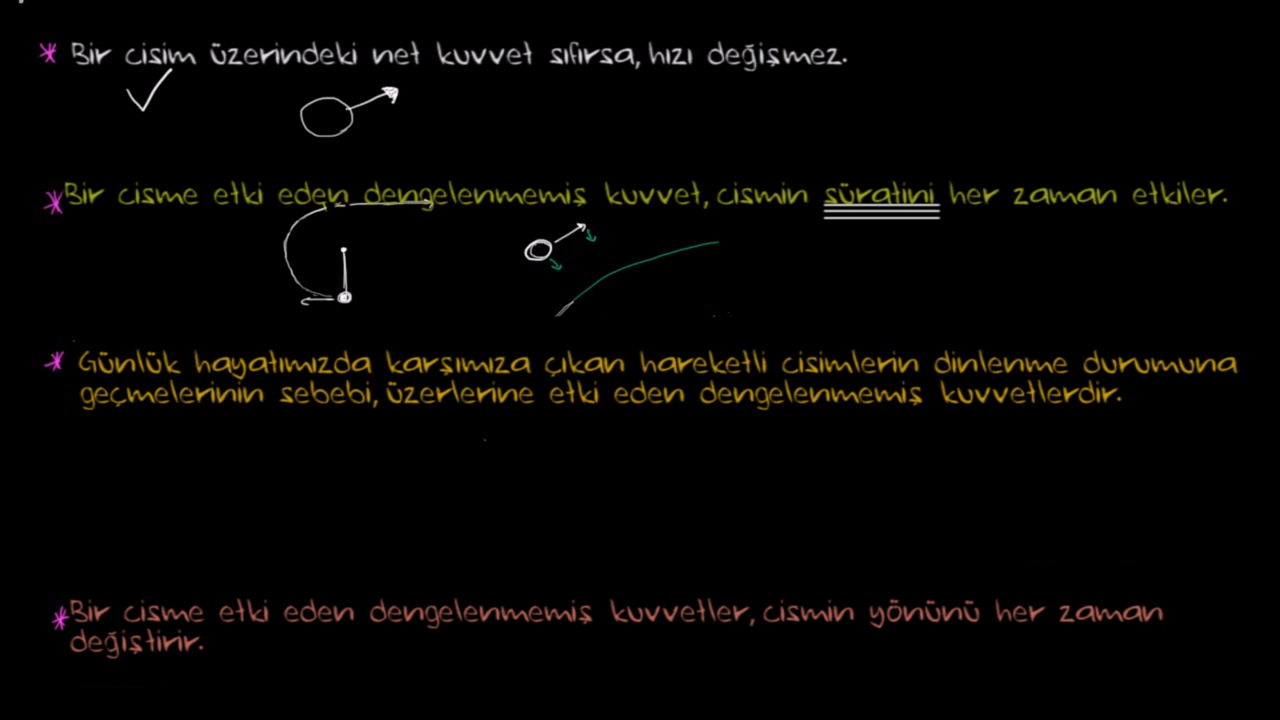 * Bir cisim üzerindeki net kuvvet sıfırsa, hızı değişmez.
* Bir cisme etki eden dengelenmemiş kuvvet, cismin süratini her zaman etkiler.
* Günlük hayatımızda karşımıza çıkan hareketli cisimlerin dinlenme durumuna
geçmelerinin sebebi, üzerlerine etki eden dengelenmemiş kuvvetlerdir.
* Bir cisme etki eden dengelenmemiş kuvvetler, cismin yönünü her zaman
değiştirir.